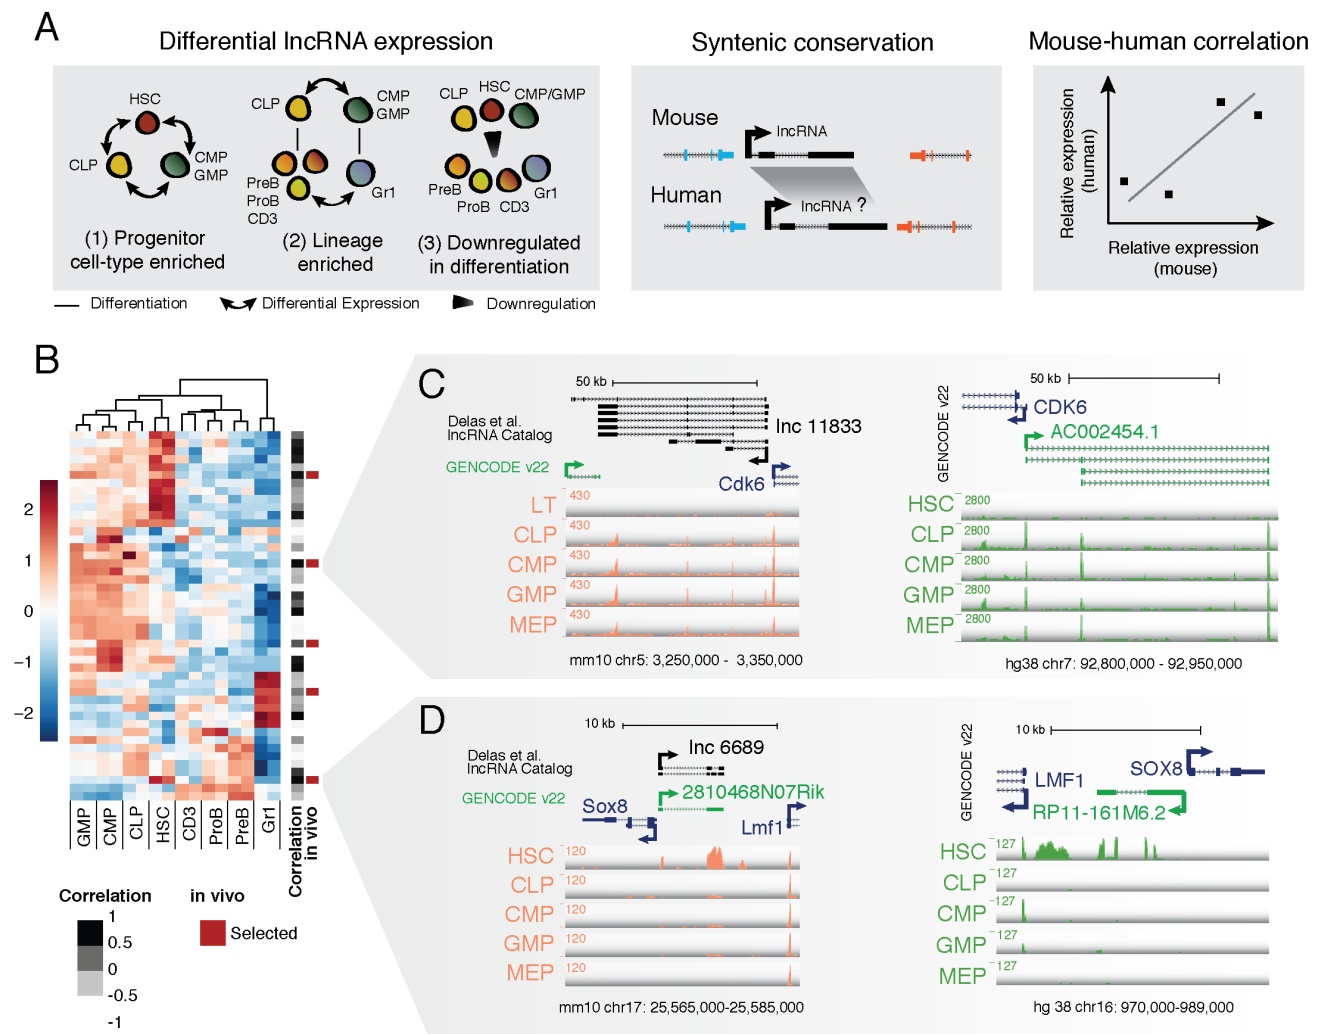 A
Differential lncRNA expression
Syntenic conservation
Mouse-human correlation
HSC
CLP
CMP
GMP
(1) Progenitor
cell-type enriched
CLP
CMP
GMP
PreB
ProB
CD3
Gr1
(2) Lineage
enriched
CLP
HSC
CMP/GMP
PreB
ProB
CD3
Gr1
(3) Downregulated
in differentiation
Differentiation
Differential Expression
Downregulation
Mouse
lncRNA
Human
lncRNA ?
Relative expression
(human)
Relative expression
(mouse)
B
2
1
0
−1
−2
GMP
CMP
CLP
HSC
CD3
ProB
PreB
Gr1
Correlation
in vivo
Correlation
1
0.5
0
-0.5
-1
in vivo
Selected
C
50 kb
Delas et al.
lncRNA Catalog
lnc 11833
GENCODE v22
Cdk6
LT
430
CLP
430
CMP
430
GMP
430
MEP
430
mm10 chr5: 3,250,000 - 3,350,000
GENCODE v22
50 kb
CDK6
AC002454.1
HSC
2800
CLP
2800
CMP
2800
GMP
2800
MEP
2800
hg38 chr7: 92,800,000 - 92,950,000
D
10 kb
Delas et al.
lncRNA Catalog
lnc 6689
GENCODE v22
2810468N07Rik
Sox8
Lmf1
HSC
120
CLP
120
CMP
120
GMP
120
MEP
120
mm10 chr17: 25,565,000-25,585,000
GENCODE v22
10 kb
LMF1
SOX8
RP11-161M6.2
HSC
127
CLP
127
CMP
127
GMP
127
MEP
127
hg 38 chr16: 970,000-989,000